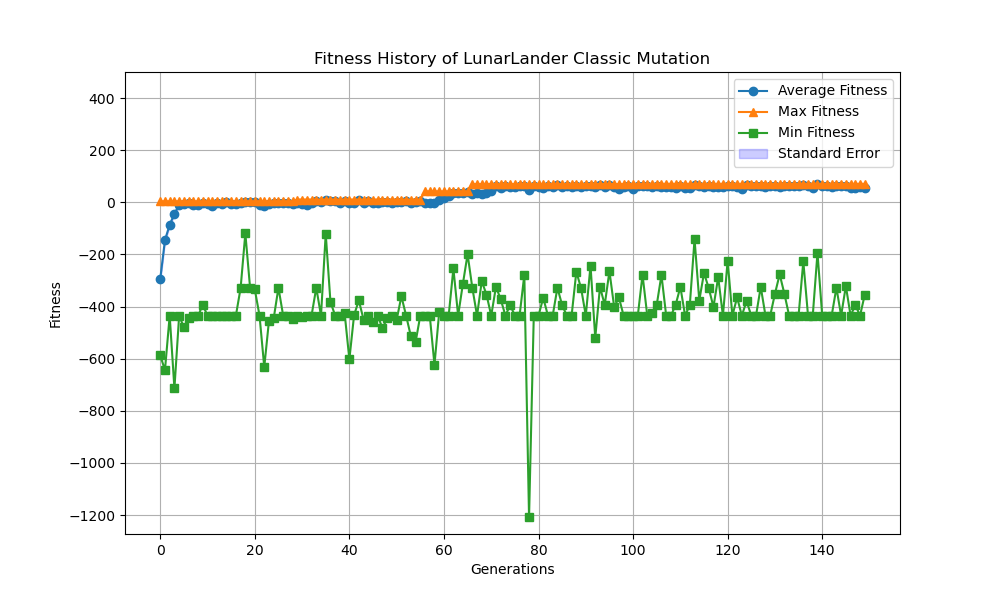 Fitness History of LunarLander Classic Mutation
Average Fitness
Max Fitness
Min Fitness
Standard Error
Fitness
400
200
0
−200
−400
−600
−800
−1000
−1200
0 20 40 60 80 100 120 140
Generations